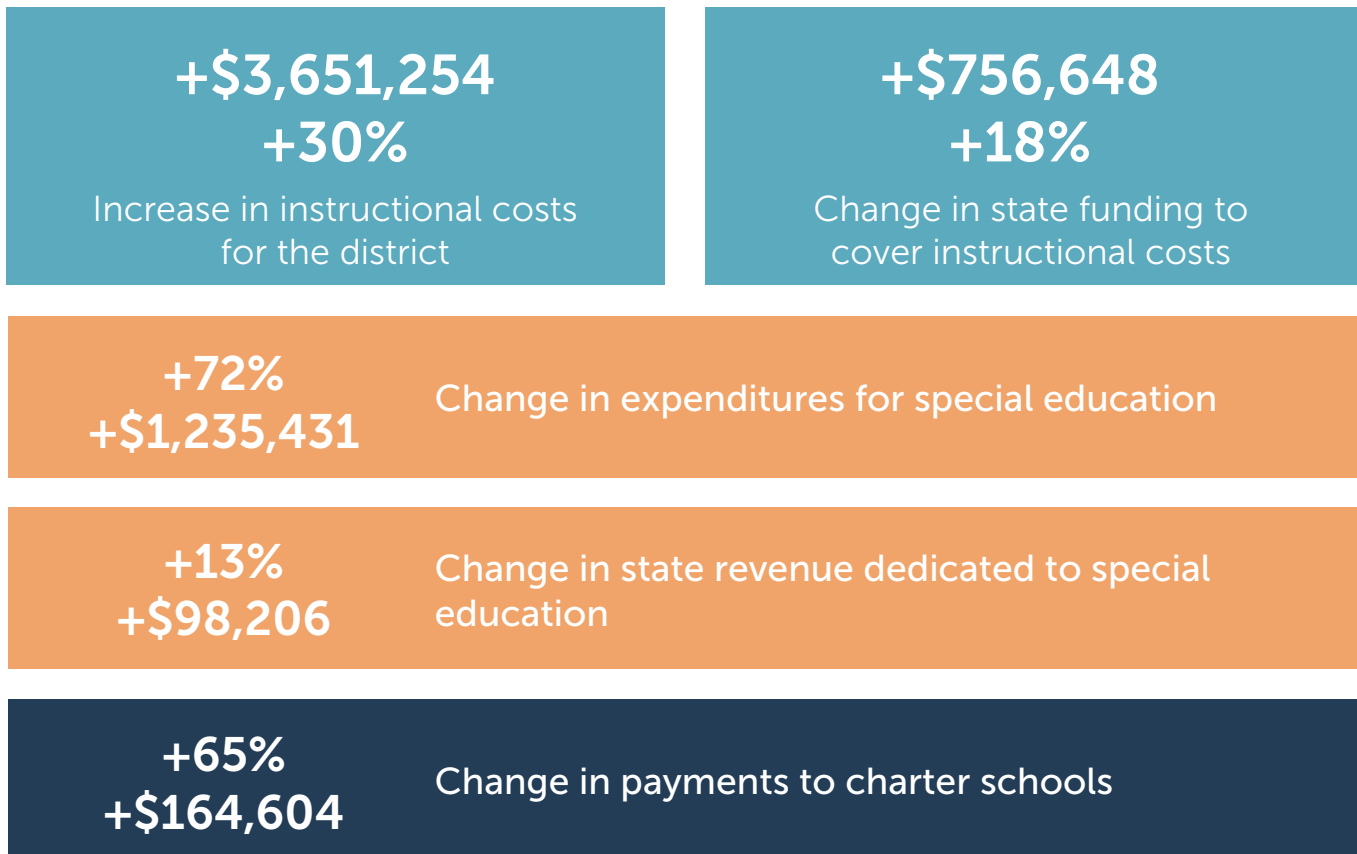 +$3,651,254
+30%
Increase in instructional costs
for the district
+$756,648
+18%
Change in state funding to
cover instructional costs
+72%
+$1,235,431
Change in expenditures for special education
+13%
+$98,206
Change in state revenue dedicated to special
education
+65%
+$164,604
Change in payments to charter schools